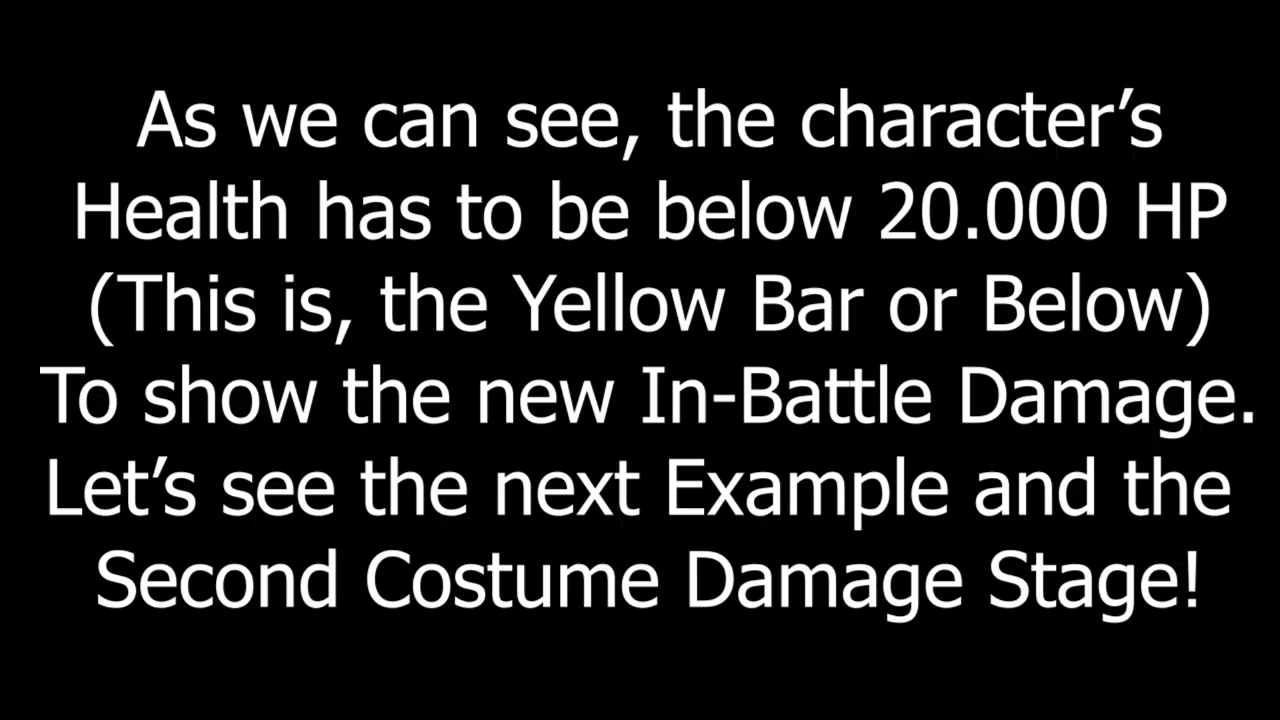 As we can see, the character’s
Health has to be below 20.000 HP
(This is, the Yellow Bar or Below)
To show the new In-Battle Damage.
Let’s see the next Example and the
Second Costume Damage Stage!